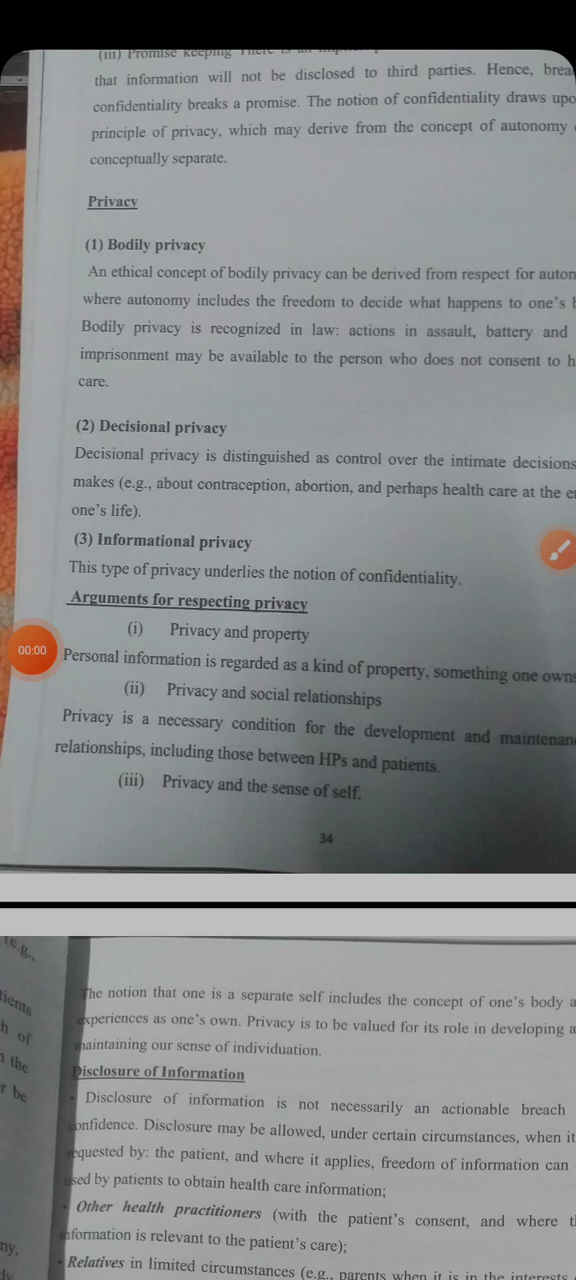 (iii) Promise keeping There is an
that information will not be disclosed to third parties. Hence,
confidentiality breaks a promise. The notion of confidentiality draws
principle of privacy, which may derive from the concept of autonomy
conceptually separate.
Privacy
(1) Bodily privacy
An ethical concept of bodily privacy can be derived from respect for
where autonomy includes the freedom to decide what happens to one's
Bodily privacy is recognized in law: actions in assault, battery and
imprisonment may be available to the person who does not consent to
care.
(2) Decisional privacy
Decisional privacy is distinguished as control over the intimate decisions
makes (e.g., about contraception, abortion, and perhaps health care at the
one's life).
(3) Informational privacy
This type of privacy underlies the notion of confidentiality.
Arguments for respecting privacy
(i) Privacy and property
00:00
Personal information is regarded as a kind of property, something one owns
(ii) Privacy and social relationships
Privacy is a necessary condition for the development and
relationships, including those between HPs and patients.
(iii) Privacy and the sense of self.
34
(e.g.,
of
the
be
The notion that one is a separate self includes the concept of one's body
experiences as one's own. Privacy is to be valued for its role in developing
maintaining our sense of individuation.
Disclosure of Information
• Disclosure of information is not necessarily an actionable breach
confidence. Disclosure may be allowed, under certain circumstances, when it
requested by: the patient, and where it applies, freedom of information can
used by patients to obtain health care information;
• Other health practitioners (with the patient's consent, and where
information is relevant to the patient's care);
• Relatives in limited circumstances (e.g., parents when it is in the interests